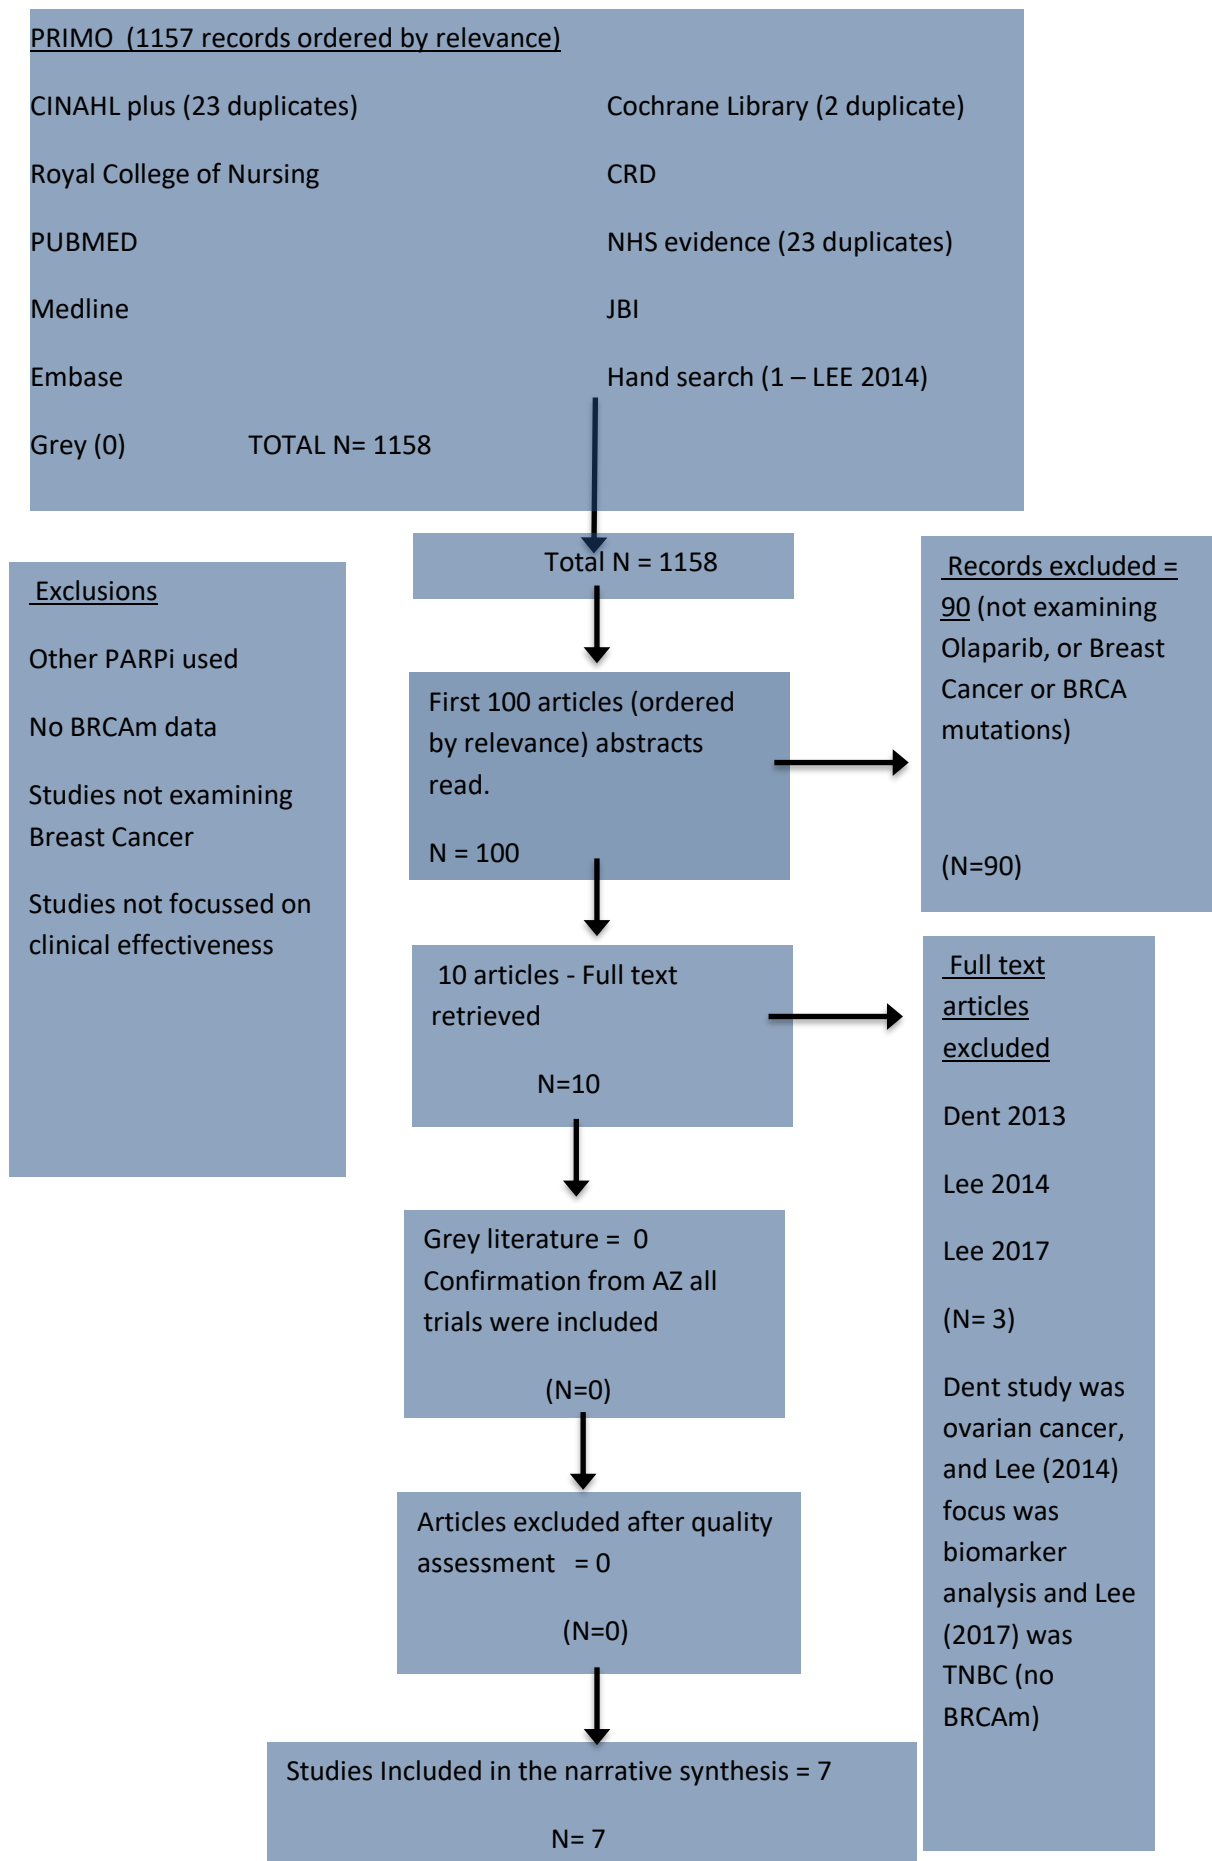 PRIMO (1157 records ordered by relevance)
CINAHL plus (23 duplicates)
Cochrane Library (2 duplicate)
Royal College of Nursing
CRD
PUBMED
NHS evidence (23 duplicates)
Medline
JBI
Embase
Hand search (1 – LEE 2014)
Grey (0)
TOTAL N= 1158
Total N = 1158
Exclusions
Other PARPi used
No BRCAm data
Studies not examining
Breast Cancer
Studies not focussed on
clinical effectiveness
Records excluded =
90 (not examining
Olaparib, or Breast
Cancer or BRCA
mutations)
(N=90)
First 100 articles (ordered
by relevance) abstracts
read.
N = 100
10 articles - Full text
retrieved
N=10
Full text
articles
excluded
Dent 2013
Lee 2014
Lee 2017
(N= 3)
Dent study was
ovarian cancer,
and Lee (2014)
focus was
biomarker
analysis and Lee
(2017) was
TNBC (no
BRCAm)
Grey literature = 0
Confirmation from AZ all
trials were included
(N=0)
Articles excluded after quality
assessment = 0
(N=0)
Studies Included in the narrative synthesis = 7
N= 7